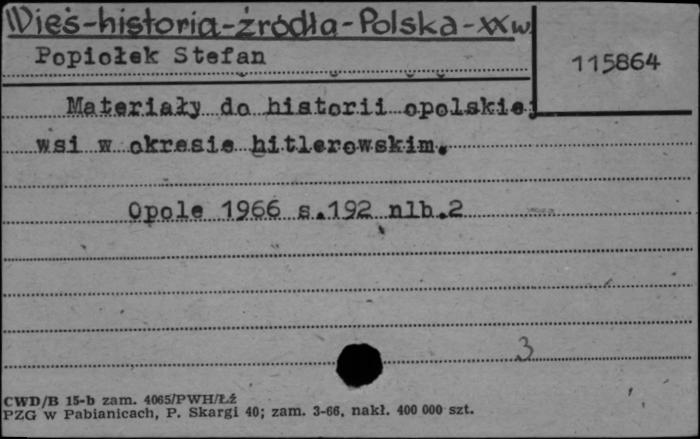 Wieś-historia-źródła-Polska-XXw.
Popiołek Stefan
115864
Materiały do historii opolskiej
wsi w okresie hitlerowskim.
Opole 1966 s.192 nlb.2
3
CWD/B 15-b zam. 4065/PWH/Łź
PZG w Pabianicach, P. Skargi 40; zam. 3-66, nakł. 400 000 szt.